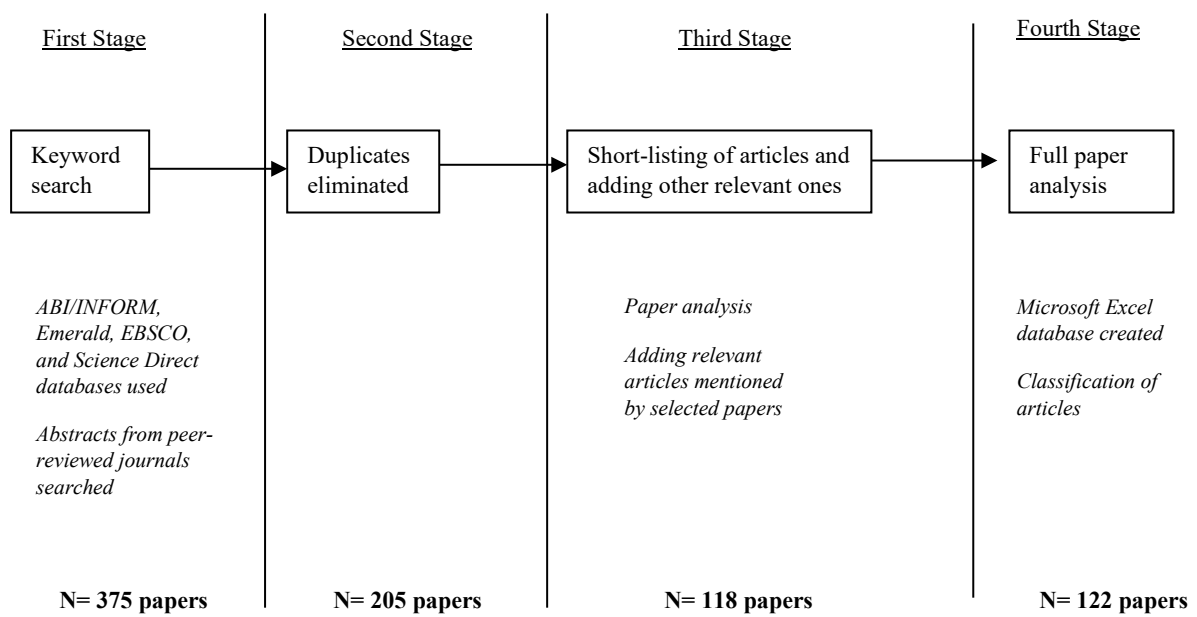 First Stage
Second Stage
Third Stage
Fourth Stage
Keyword
search
Duplicates
eliminated
Short-listing of articles and
adding other relevant ones
Full paper
analysis
ABI/INFORM,
Emerald, EBSCO,
and Science Direct
databases used
Abstracts from peer-
reviewed journals
searched
Paper analysis
Adding relevant
articles mentioned
by selected papers
Microsoft Excel
database created
Classification of
articles
N= 375 papers
N= 205 papers
N= 118 papers
N= 122 papers